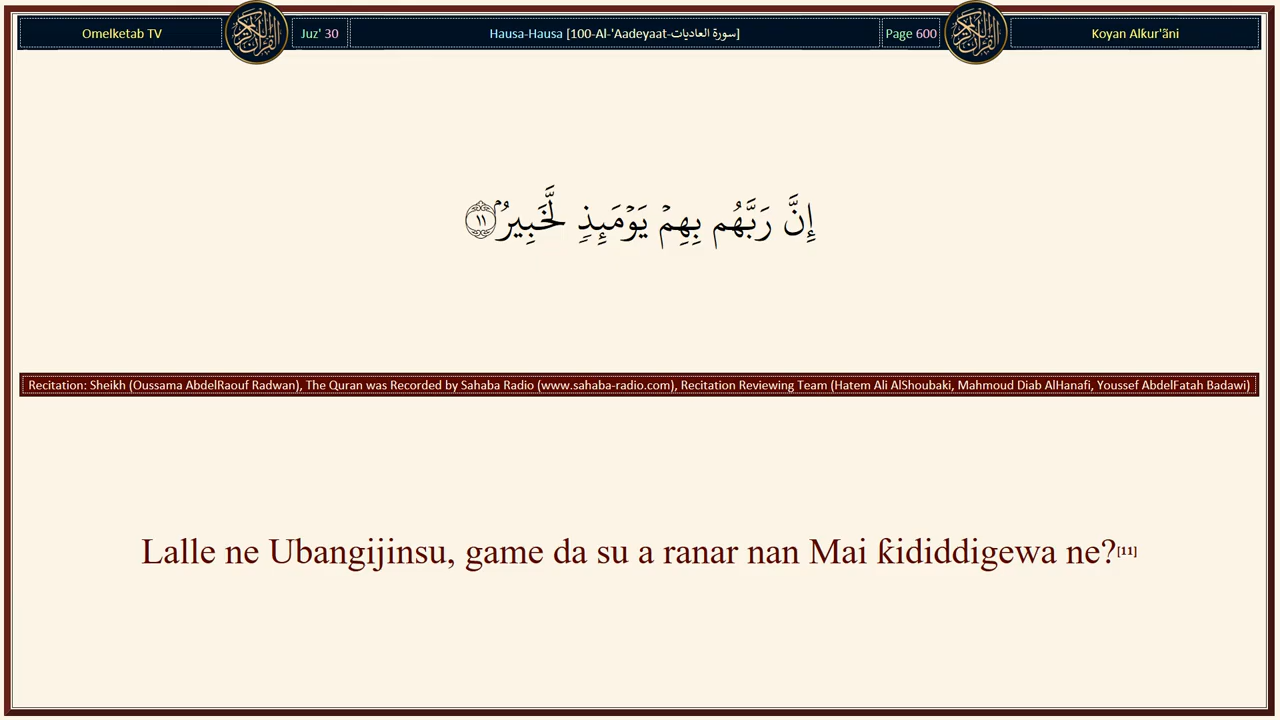 Omelketab TV
Juz' 30
Hausa-Hausa [100-Al-'Aadeyaat-سورة العاديات]
Page 600
Koyan Alƙur'ãni
إِنَّ رَبَّهُم بِهِمۡ يَوۡمَئِذٖ لَّخَبِيرُۢ ١١
Recitation: Sheikh (Oussama AbdelRaouf Radwan), The Quran was Recorded by Sahaba Radio (www.sahaba-radio.com), Recitation Reviewing Team (Hatem Ali AlShoubaki, Mahmoud Diab AlHanafi, Youssef AbdelFatah Badawi)
Lalle ne Ubangijinsu, game da su a ranar nan Mai ƙididdigewa ne?[11]